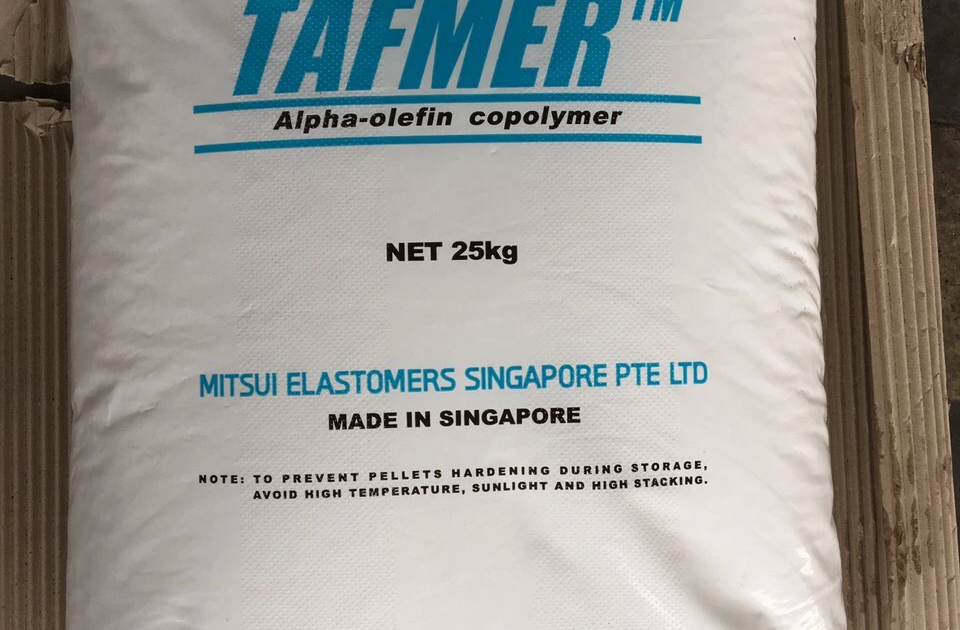 TAFMER™
Alpha-olefin copolymer
NET 25kg
MITSUI ELASTOMERS SINGAPORE PTE LTD
MADE IN SINGAPORE
NOTE: TO PREVENT PELLETS HARDENING DURING STORAGE,
AVOID HIGH TEMPERATURE, SUNLIGHT AND HIGH STACKING.